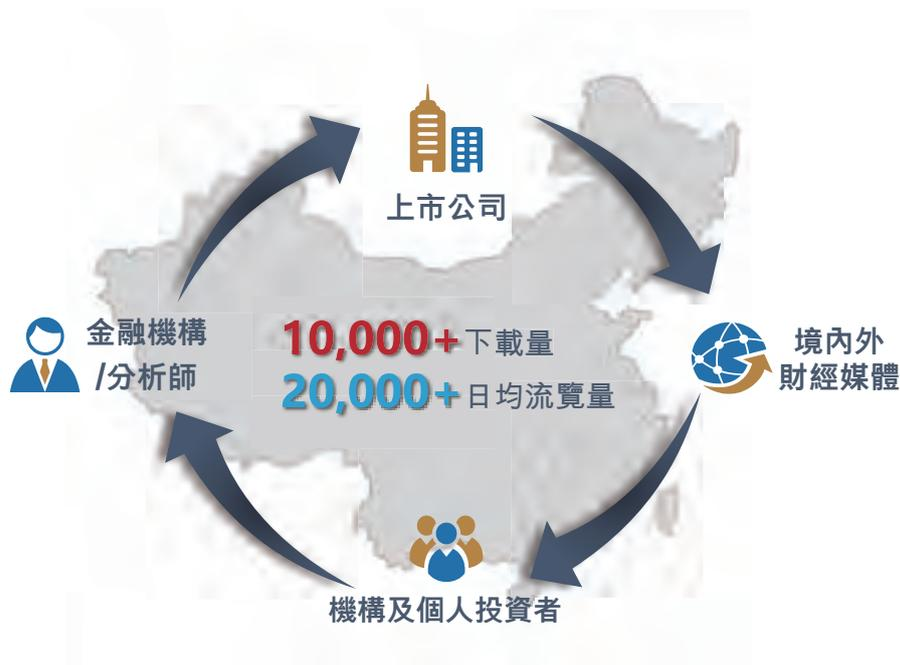 上市公司
金融機構
/分析師
10,000+下載量
20,000+日均流覽量
境內外
財經媒體
機構及個人投資者